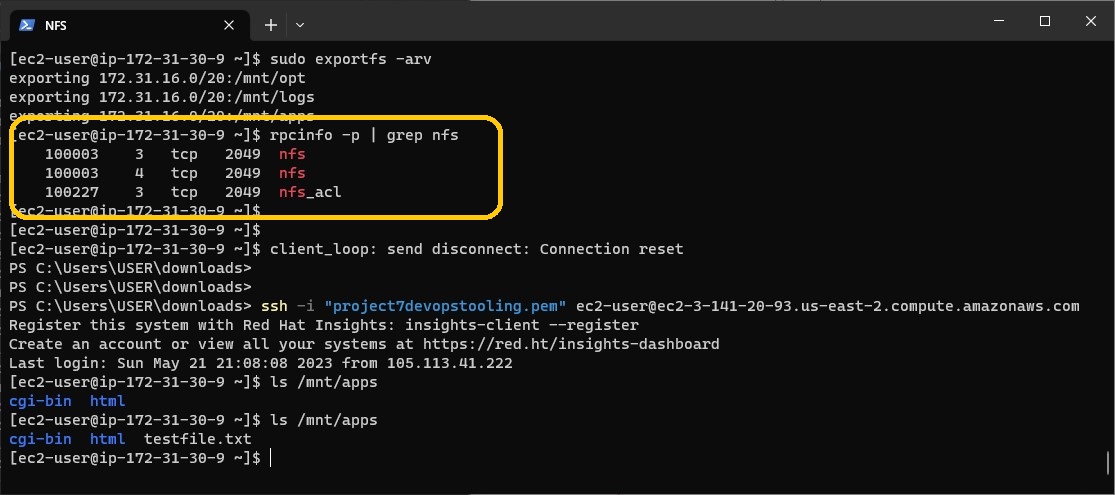 NFS
[ec2-user@ip-172-31-30-9 ~]$ sudo exportfs -arv
exporting 172.31.16.0/20:/mnt/opt
exporting 172.31.16.0/20:/mnt/logs
exporting 172.31.16.0/20:/mnt/apps
[ec2-user@ip-172-31-30-9 ~]$ rpcinfo -p | grep nfs
    100003    3   tcp   2049  nfs
    100003    4   tcp   2049  nfs
    100227    3   tcp   2049  nfs_acl
[ec2-user@ip-172-31-30-9 ~]$
[ec2-user@ip-172-31-30-9 ~]$
[ec2-user@ip-172-31-30-9 ~]$ client_loop: send disconnect: Connection reset
PS C:\Users\USER\downloads>
PS C:\Users\USER\downloads>
PS C:\Users\USER\downloads> ssh -i "project7devopstooling.pem" ec2-user@ec2-3-141-20-93.us-east-2.compute.amazonaws.com
Register this system with Red Hat Insights: insights-client --register
Create an account or view all your systems at https://red.ht/insights-dashboard
Last login: Sun May 21 21:08:08 2023 from 105.113.41.222
[ec2-user@ip-172-31-30-9 ~]$ ls /mnt/apps
cgi-bin  html
[ec2-user@ip-172-31-30-9 ~]$ ls /mnt/apps
cgi-bin  html  testfile.txt
[ec2-user@ip-172-31-30-9 ~]$